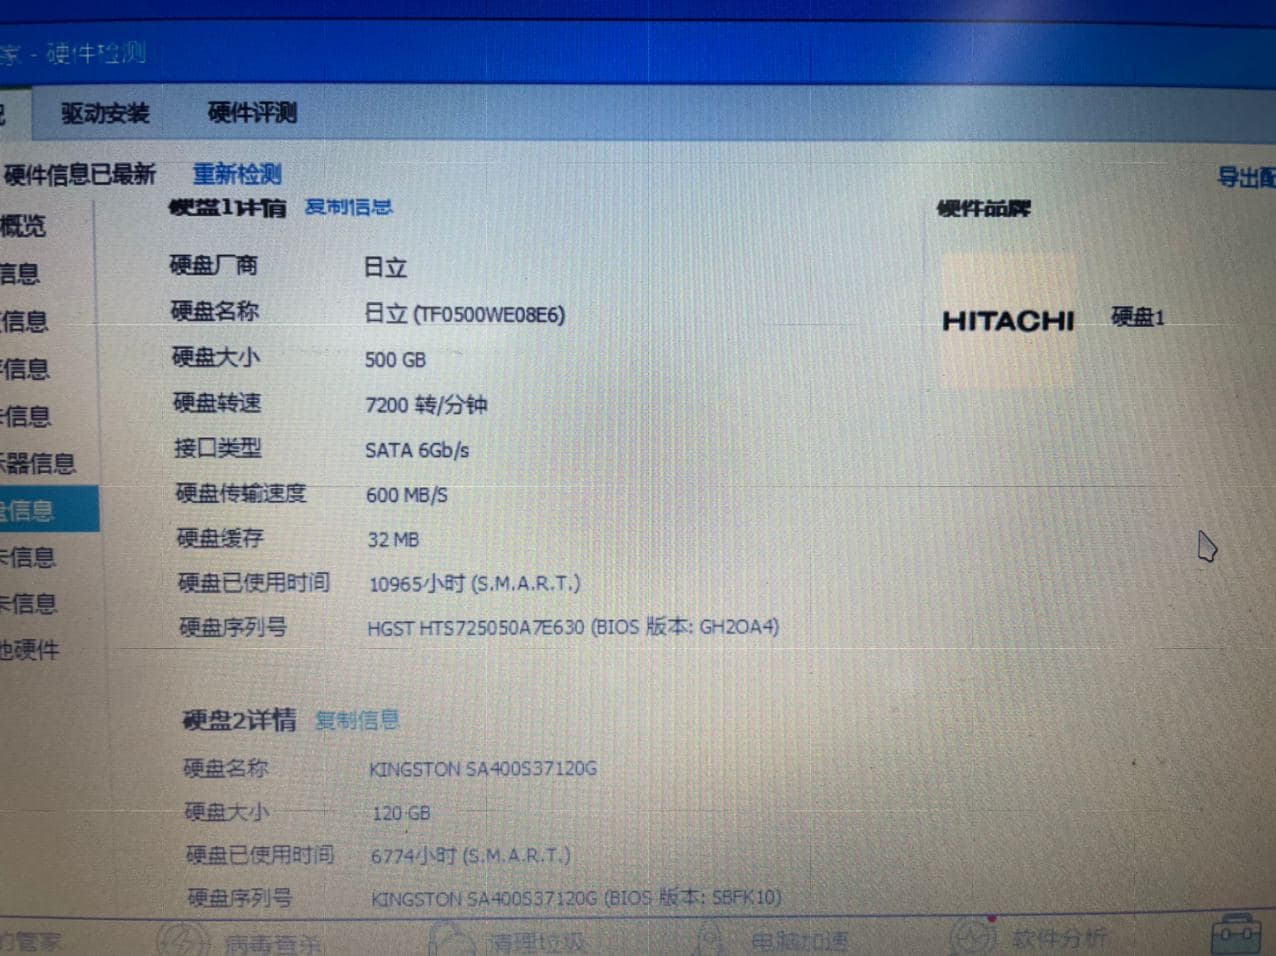 家 - 硬件检测
驱动安装 硬件评测
硬件信息已最新 重新检测 导出配
硬盘1详情 复制信息 硬件品牌
概览
信息
信息
信息
信息
器信息
盘信息
卡信息
卡信息
他硬件
硬盘厂商 日立
硬盘名称 日立 (TF0500WE08E6)
硬盘大小 500 GB
硬盘转速 7200 转/分钟
接口类型 SATA 6Gb/s
硬盘传输速度 600 MB/S
硬盘缓存 32 MB
硬盘已使用时间 10965小时 (S.M.A.R.T.)
硬盘序列号 HGST HTS725050A7E630 (BIOS 版本: GH2OA4)
HITACHI 硬盘1
硬盘2详情 复制信息
硬盘名称 KINGSTON SA400S37120G
硬盘大小 120 GB
硬盘已使用时间 6774小时 (S.M.A.R.T.)
硬盘序列号 KINGSTON SA400S37120G (BIOS 版本: SBFK10)
的管家 病毒查杀 清理垃圾 电脑加速 软件分析